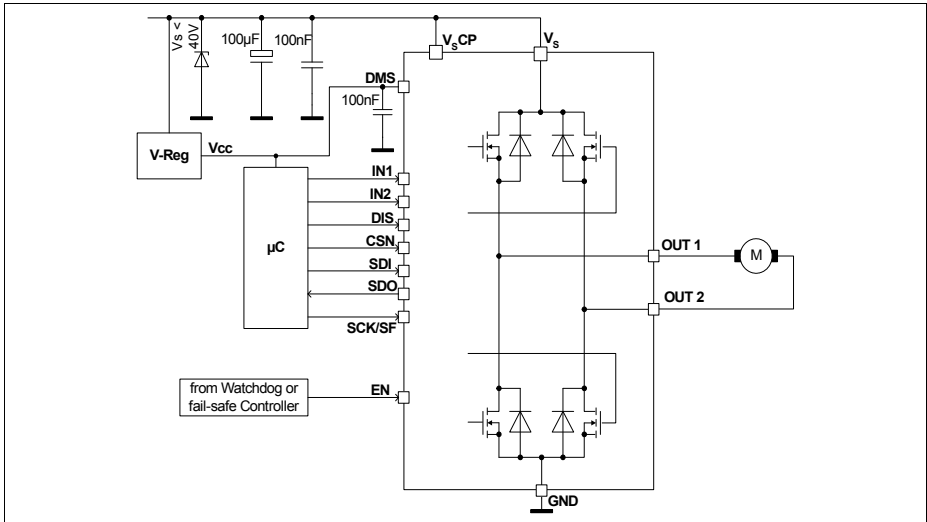 Vs <
40V
100µF
100nF
VSCP
VS
DMS
100nF
V-Reg
Vcc
IN1
IN2
DIS
µC
CSN
SDI
SDO
SCK/SF
OUT 1
M
OUT 2
from Watchdog or
fail-safe Controller
EN
GND